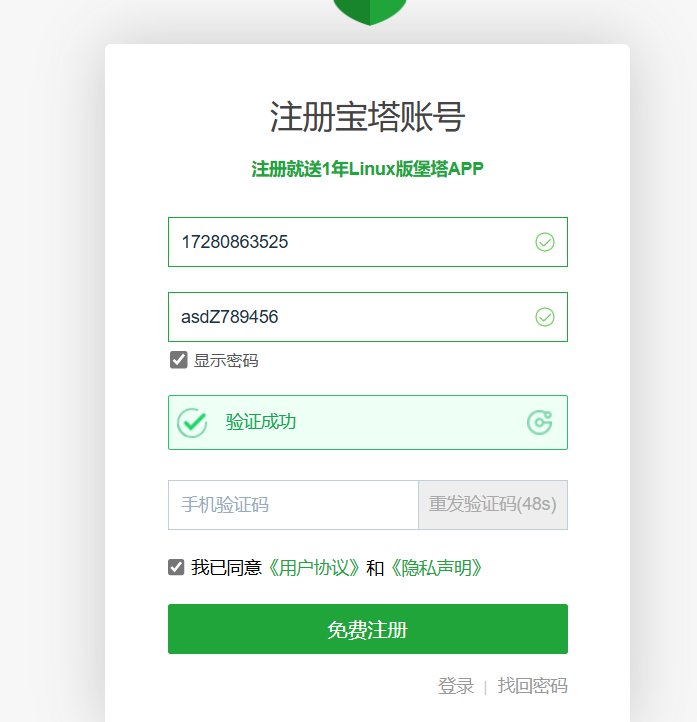 注册宝塔账号
注册就送1年Linux版堡塔APP
17280863525
asdZ789456
显示密码
验证成功
手机验证码 重发验证码(48s)
我已同意《用户协议》和《隐私声明》
免费注册
登录 | 找回密码